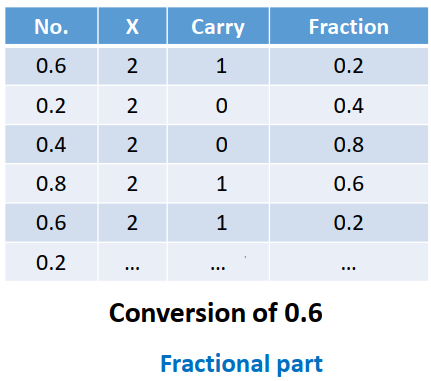 No. X Carry Fraction
0.6 2 1 0.2
0.2 2 0 0.4
0.4 2 0 0.8
0.8 2 1 0.6
0.6 2 1 0.2
0.2 ... ... ...
Conversion of 0.6
Fractional part